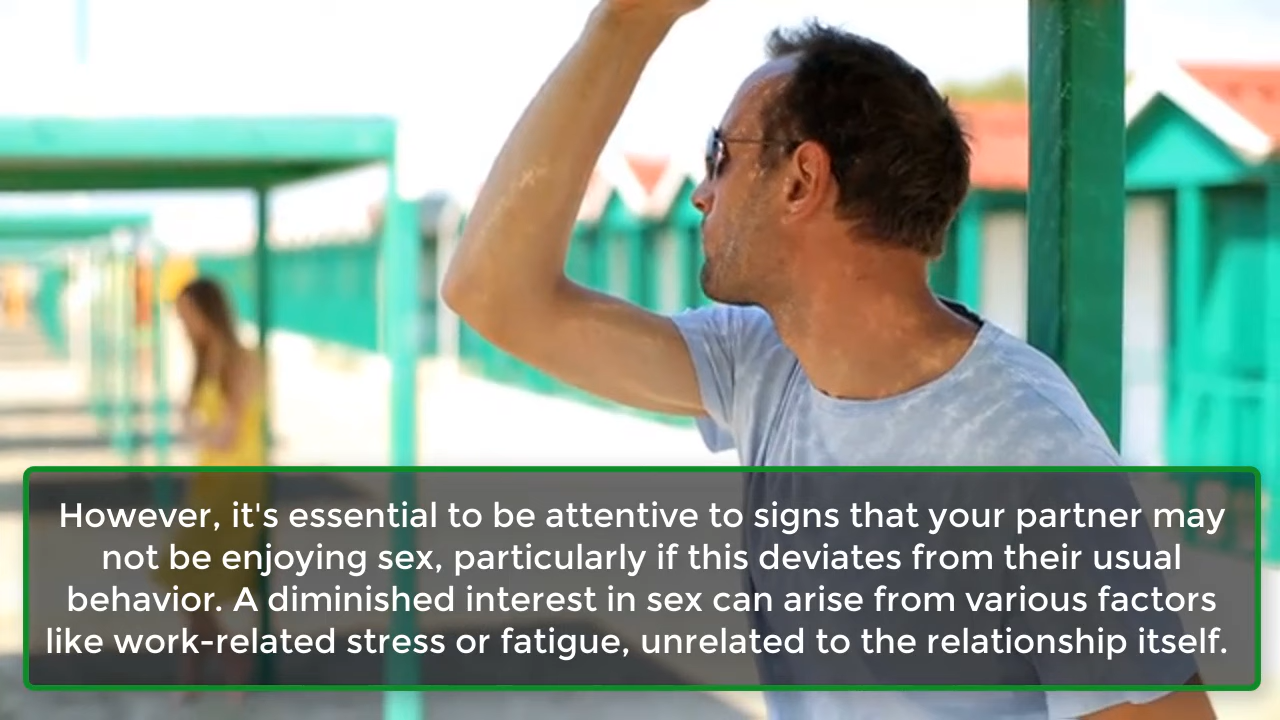 However, it's essential to be attentive to signs that your partner may
not be enjoying sex, particularly if this deviates from their usual
behavior. A diminished interest in sex can arise from various factors
like work-related stress or fatigue, unrelated to the relationship itself.